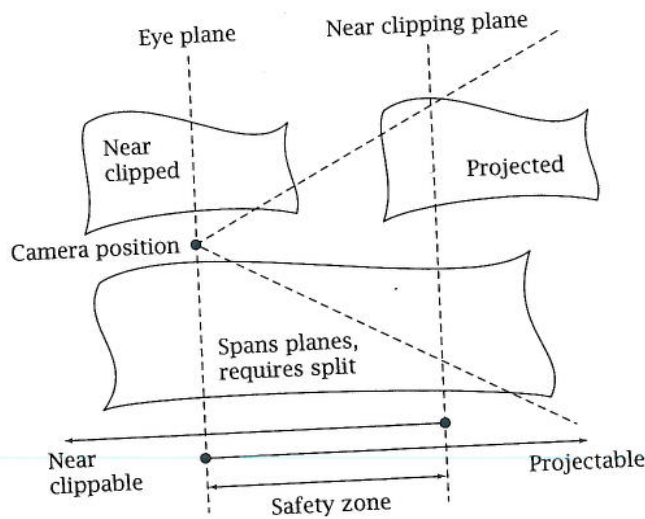 Eye plane
Near clipping plane
Near
clipped
Projected
Camera position
Spans planes,
requires split
Near
clippable
Projectable
Safety zone